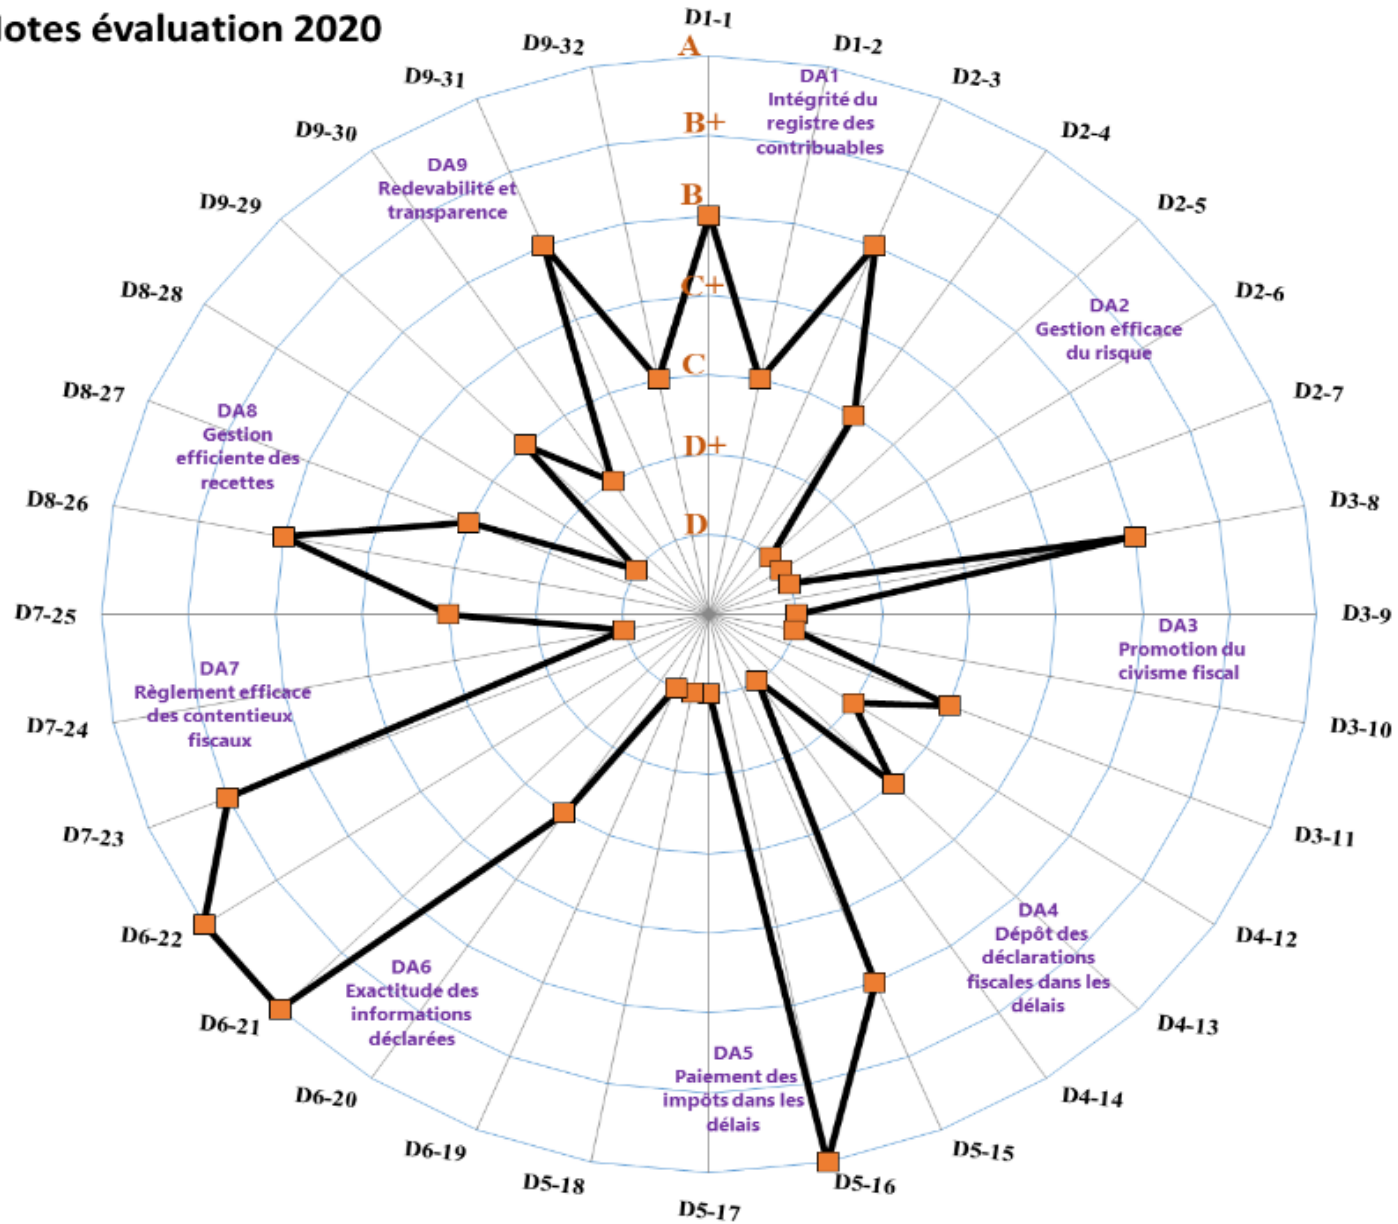 otes évaluation 2020
D1-1
D1-2
D2-3
D2-4
D2-5
D2-6
D2-7
D3-8
D3-9
D3-10
D3-11
D4-12
D4-13
D4-14
D5-15
D5-16
D5-17
D5-18
D6-19
D6-20
D6-21
D6-22
D7-23
D7-24
D7-25
D8-26
D8-27
D8-28
D9-29
D9-30
D9-31
D9-32
A
B+
B
C+
C
D+
D
DA1
Intégrité du
registre des
contribuables
DA2
Gestion efficace
du risque
DA3
Promotion du
civisme fiscal
DA4
Dépôt des
déclarations
fiscales dans les
délais
DA5
Paiement des
impôts dans les
délais
DA6
Exactitude des
informations
déclarées
DA7
Règlement efficace
des contentieux
fiscaux
DA8
Gestion
efficiente des
recettes
DA9
Redevabilité et
transparence